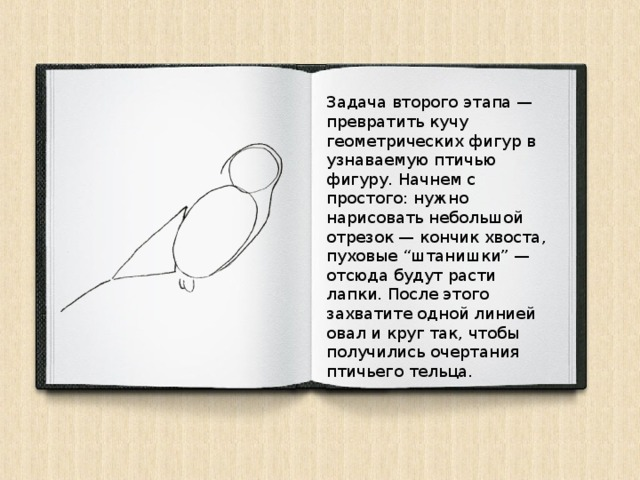 Задача второго этапа —
превратить кучу
геометрических фигур в
узнаваемую птичью
фигуру. Начнем с
простого: нужно
нарисовать небольшой
отрезок — кончик хвоста,
пуховые “штанишки” —
отсюда будут расти
лапки. После этого
захватите одной линией
овал и круг так, чтобы
получились очертания
птичьего тельца.